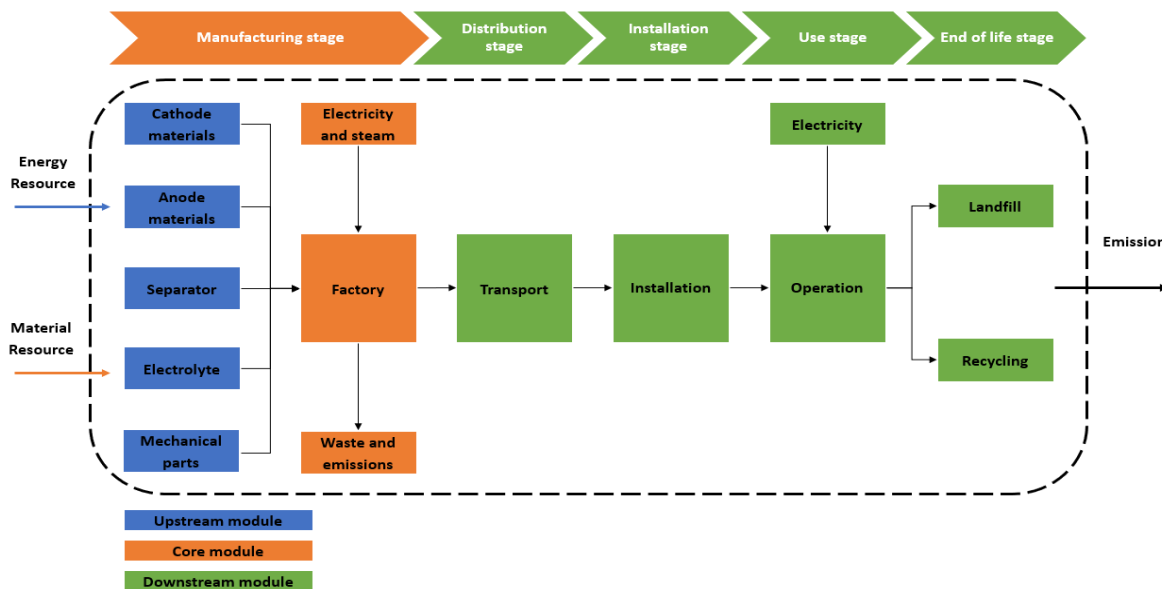 Manufacturing stage
Distribution
stage
Installation
stage
Use stage
End of life stage
Cathode
materials
Electricity
and steam
Electricity
Energy
Resource
Anode
materials
Landfill
Emission
Separator
Factory
Transport
Installation
Operation
Material
Resource
Electrolyte
Recycling
Mechanical
parts
Waste and
emissions
Upstream module
Core module
Downstream module